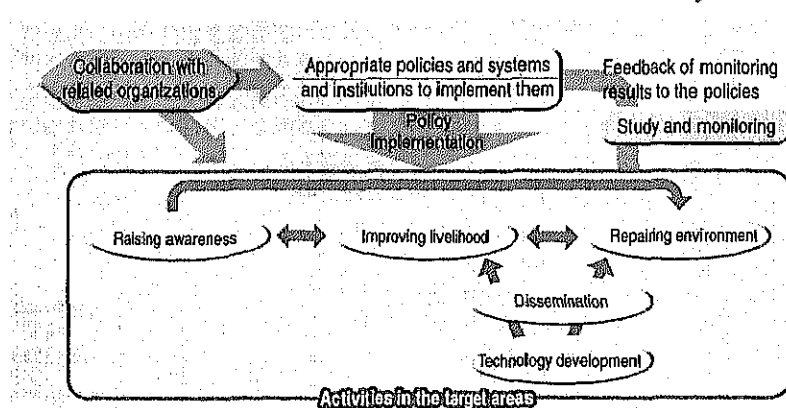 Collaboration with
related organizations
Appropriate policies and systems
and institutions to implement them
Feedback of monitoring
results to the policies
Policy
Implementation
Study and monitoring
Raising awareness
Improving livelihood
Repairing environment
Dissemination
Technology development
Activities in the target areas